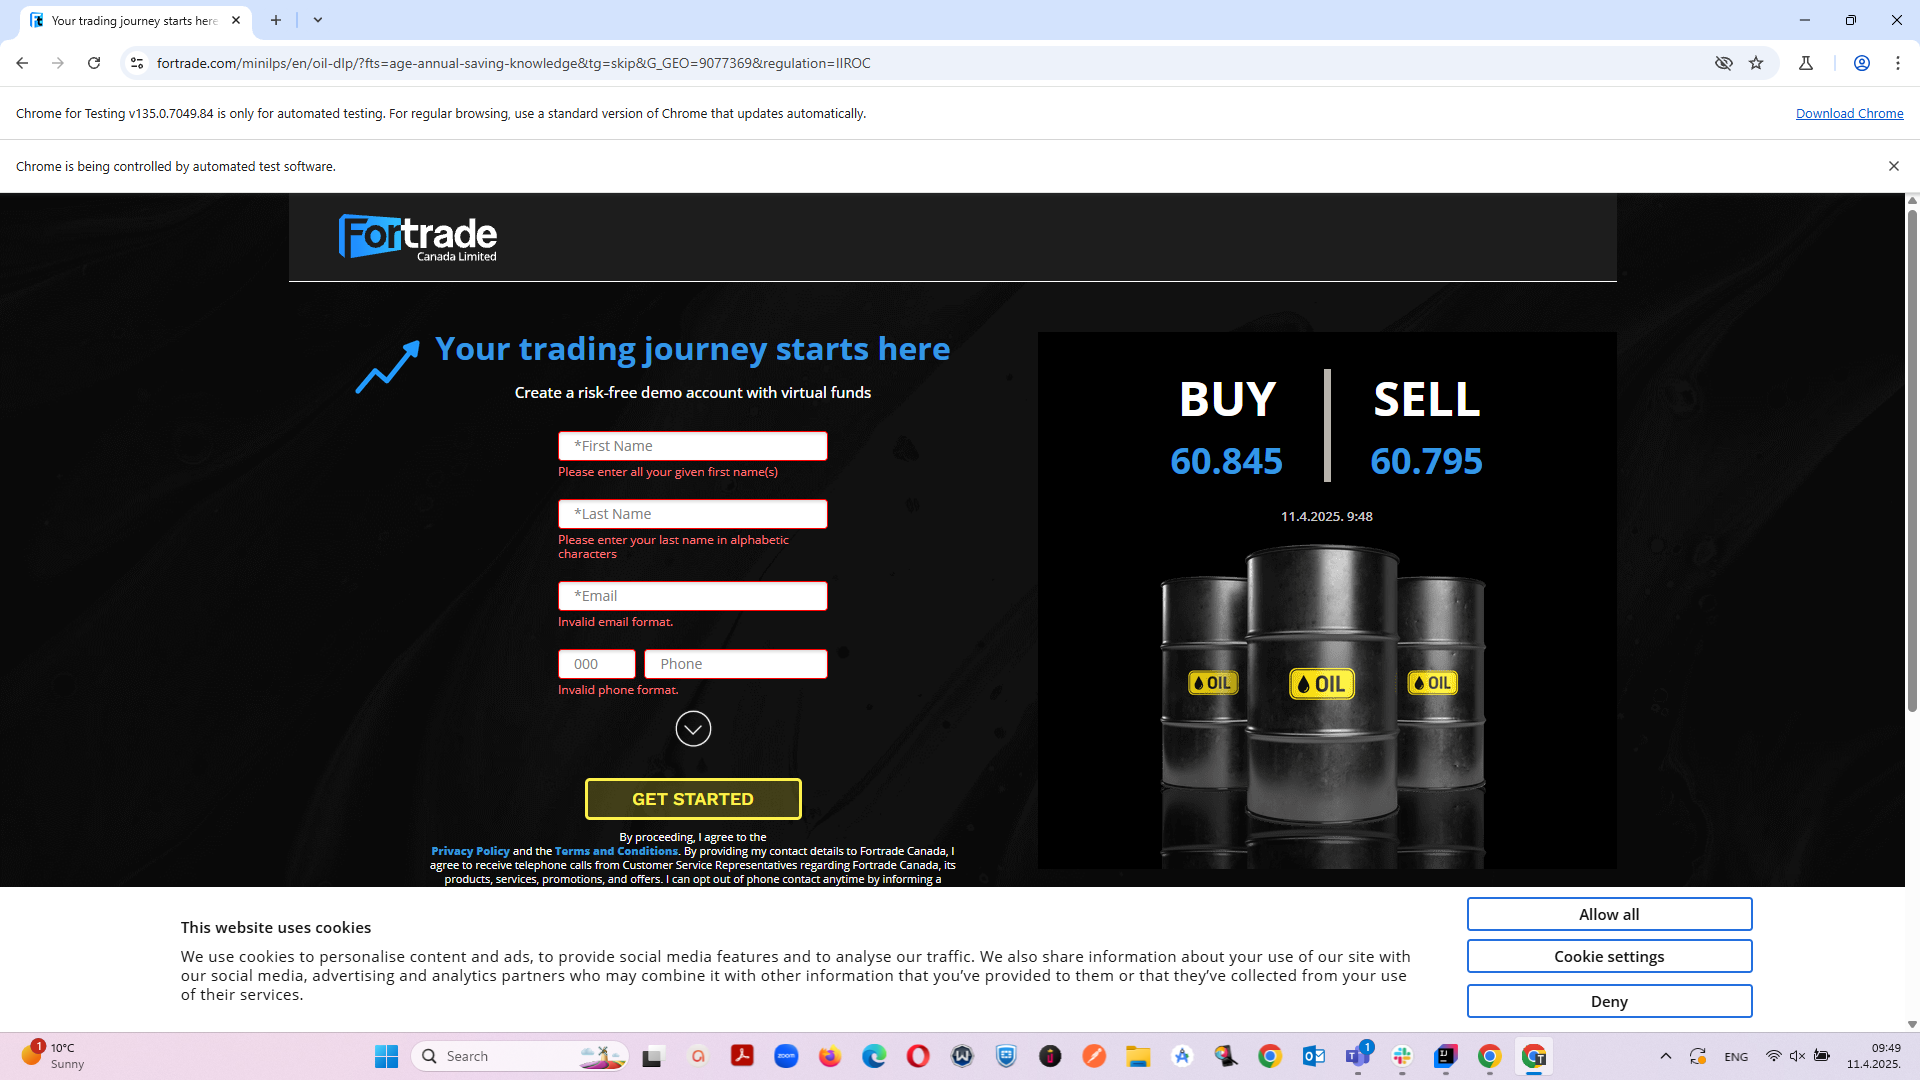 Your trading journey starts here
fortrade.com/minilps/en/oil-dlp/?fts=age-annual-saving-knowledge&tg=skip&G_GEO=9077369&regulation=IIROC
Chrome for Testing v135.0.7049.84 is only for automated testing. For regular browsing, use a standard version of Chrome that updates automatically.
Download Chrome
Chrome is being controlled by automated test software.
Fortrade
Canada Limited
Your trading journey starts here
Create a risk-free demo account with virtual funds
*First Name
Please enter all your given first name(s)
*Last Name
Please enter your last name in alphabetic
characters
*Email
Invalid email format.
000
Phone
Invalid phone format.
GET STARTED
By proceeding, I agree to the
Privacy Policy and the Terms and Conditions. By providing my contact details to Fortrade Canada, I
agree to receive telephone calls from Customer Service Representatives regarding Fortrade Canada, its
products, services, promotions, and offers. I can opt out of phone contact anytime by informing a
BUY
SELL
60.845
60.795
11.4.2025. 9:48
OIL
OIL
OIL
This website uses cookies
We use cookies to personalise content and ads, to provide social media features and to analyse our traffic. We also share information about your use of our site with
our social media, advertising and analytics partners who may combine it with other information that you've provided to them or that they've collected from your use
of their services.
Allow all
Cookie settings
Deny
1
10°C
Sunny
Search
zoom
1
ENG
09:49
11.4.2025.